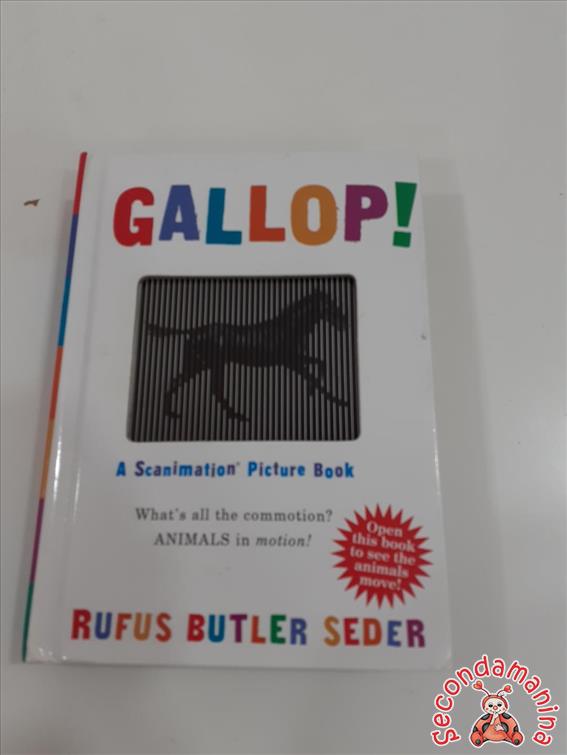 GALLOP!
A Scanimation® Picture Book
What's all the commotion?
ANIMALS in motion!
Open
this book
to see the
animals
move!
RUFUS BUTLER SEDER
Secondamanina